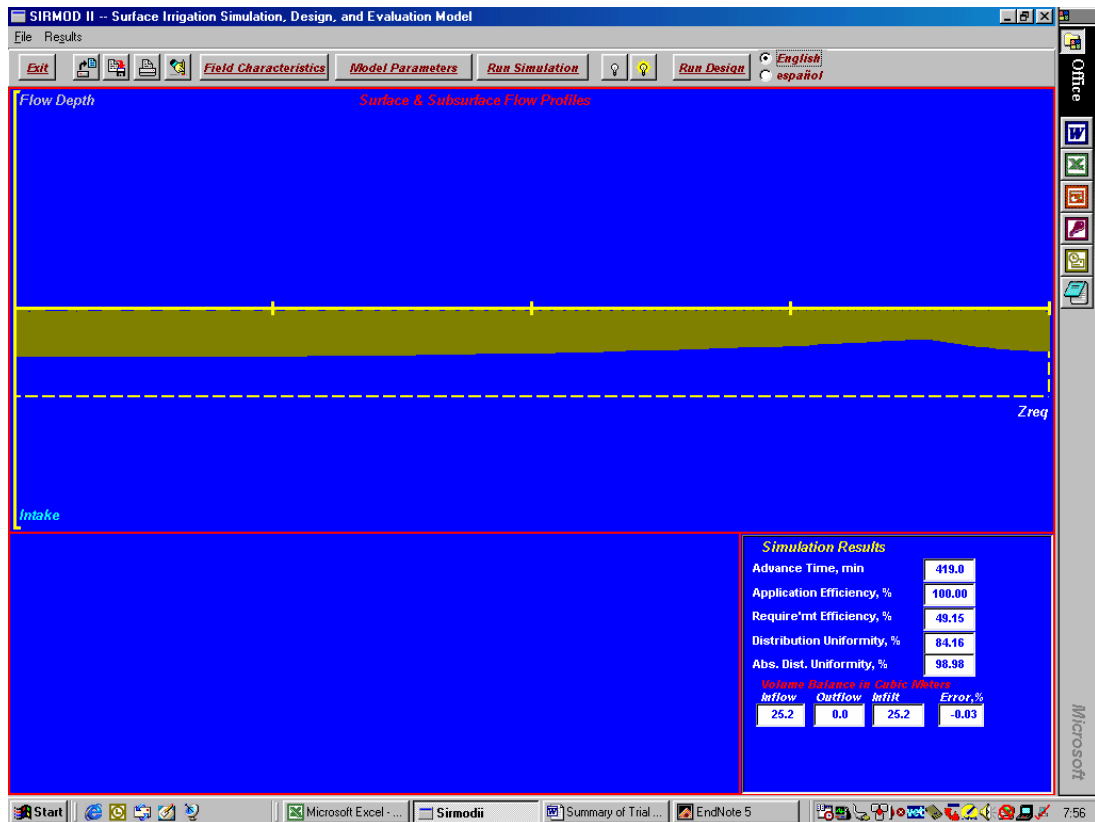 SIRMOD II -- Surface Irrigation Simulation, Design, and Evaluation Model
File Results
Exit Field Characteristics Model Parameters Run Simulation Run Design English
español
Office
Flow Depth Surface & Subsurface Flow Profiles
Zreq
Intake
Simulation Results
Advance Time, min 419.0
Application Efficiency, % 100.00
Require'mt Efficiency, % 49.15
Distribution Uniformity, % 84.16
Abs. Dist. Uniformity, % 98.98
Volume Balance in Cubic Meters
Inflow Outflow Infilt Error,%
25.2 0.0 25.2 -0.03
Microsoft
Start Microsoft Excel - ... Sirmodii Summary of Trial ... EndNote 5 vet 7:56